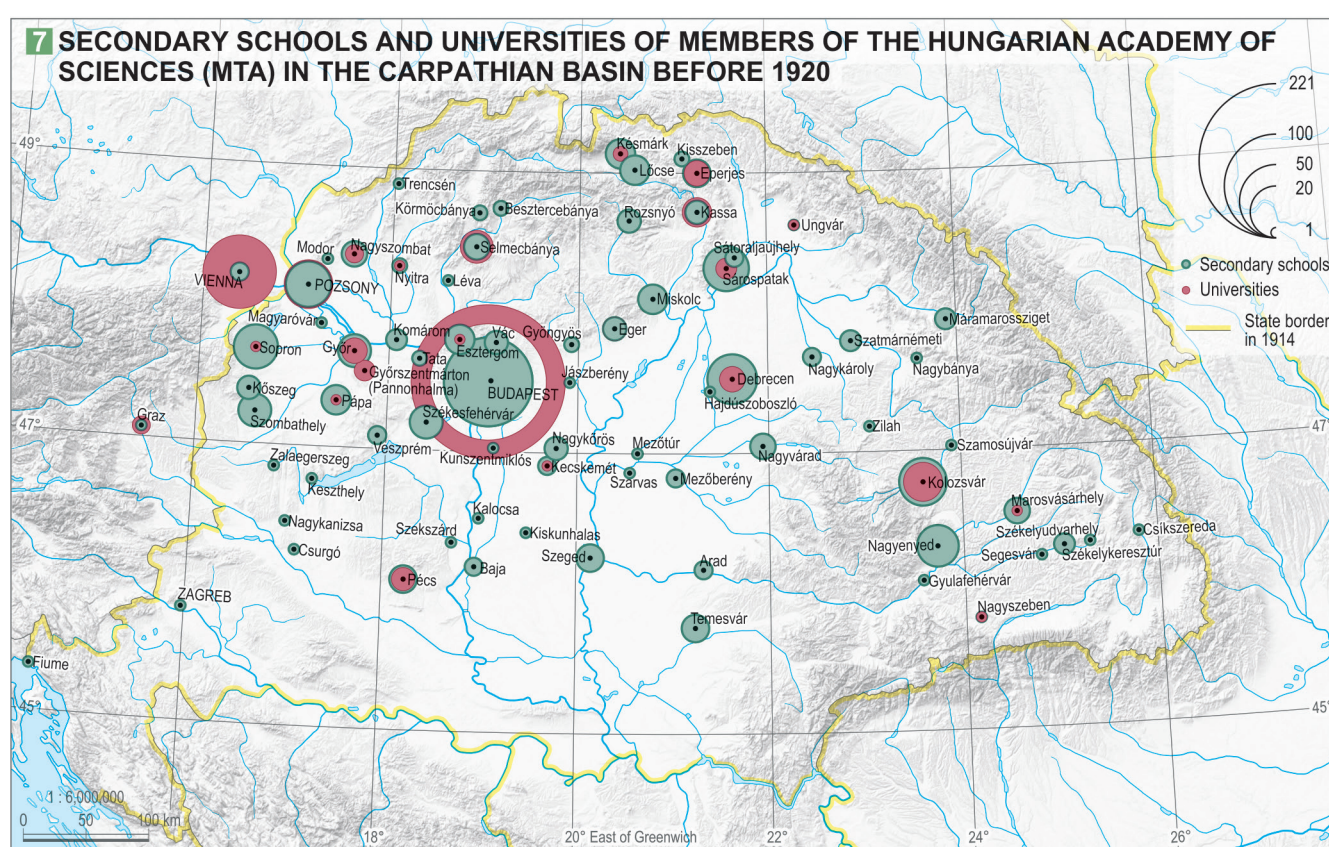 7 SECONDARY SCHOOLS AND UNIVERSITIES OF MEMBERS OF THE HUNGARIAN ACADEMY OF
SCIENCES (MTA) IN THE CARPATHIAN BASIN BEFORE 1920
221
100
50
20
1
Secondary schools
Universities
State border
in 1914
49°
Késmárk
Kisszeben
Lőcse
Eperjes
Trencsén
Körmöcbánya
Besztercebánya
Rozsnyó
Kassa
Ungvár
Modor
Nagyszombat
Selmecbánya
Sátoraljaújhely
VIENNA
POZSONY
Nyitra
Léva
Sárospatak
Miskolc
Magyaróvár
Komárom
Vác
Gyöngyös
Eger
Máramarossziget
Sopron
Győr
Esztergom
Szatmárnémeti
Tata
Nagykároly
Nagybánya
Győrszentmárton
(Pannonhalma)
Jászberény
Debrecen
Kőszeg
BUDAPEST
Hajdúszoboszló
Pápa
Graz
Szombathely
Székesfehérvár
Zilah
47°
47°
Veszprém
Kunszentmiklós
Nagykőrös
Mezőtúr
Nagyvárad
Szamosújvár
Zalaegerszeg
Kecskemét
Szarvas
Mezőberény
Keszthely
Kolozsvár
Marosvásárhely
Nagykanizsa
Szekszárd
Kalocsa
Kiskunhalas
Székelyudvarhely
Csíkszereda
Csurgó
Szeged
Nagyenyed
Segesvár
Székelykeresztúr
Pécs
Baja
Arad
Gyulafehérvár
ZAGREB
Temesvár
Nagyszeben
Fiume
45°
45°
1 : 6,000,000
0 50 100 km
18° 20° East of Greenwich 22° 24° 26°